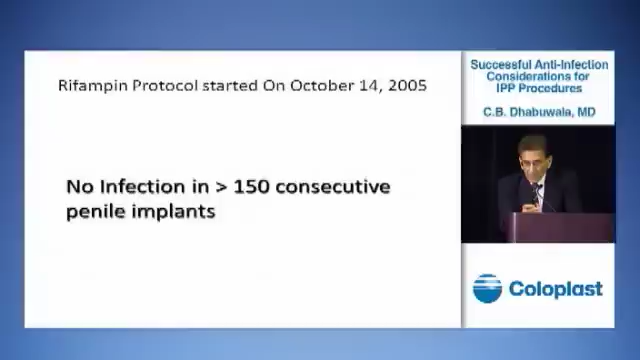 Rifampin Protocol started On October 14, 2005
No Infection in > 150 consecutive
penile implants
Successful Anti-Infection
Considerations for
IPP Procedures
C.B. Dhabuwala, MD
Coloplast